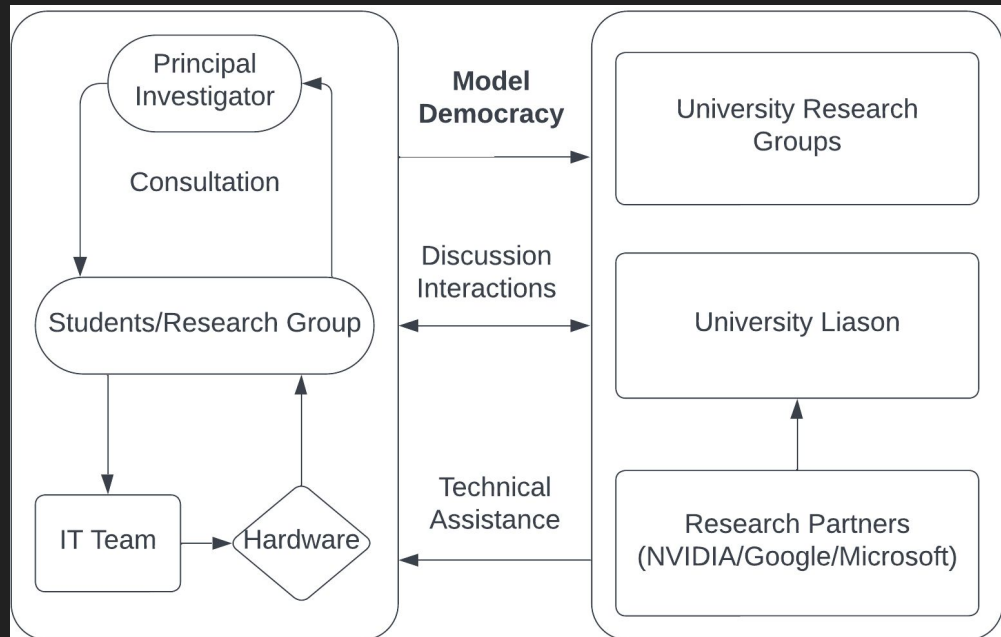 Principal
Investigator
Consultation
Students/Research Group
IT Team
Hardware
Model
Democracy
Discussion
Interactions
Technical
Assistance
University Research
Groups
University Liason
Research Partners
(NVIDIA/Google/Microsoft)